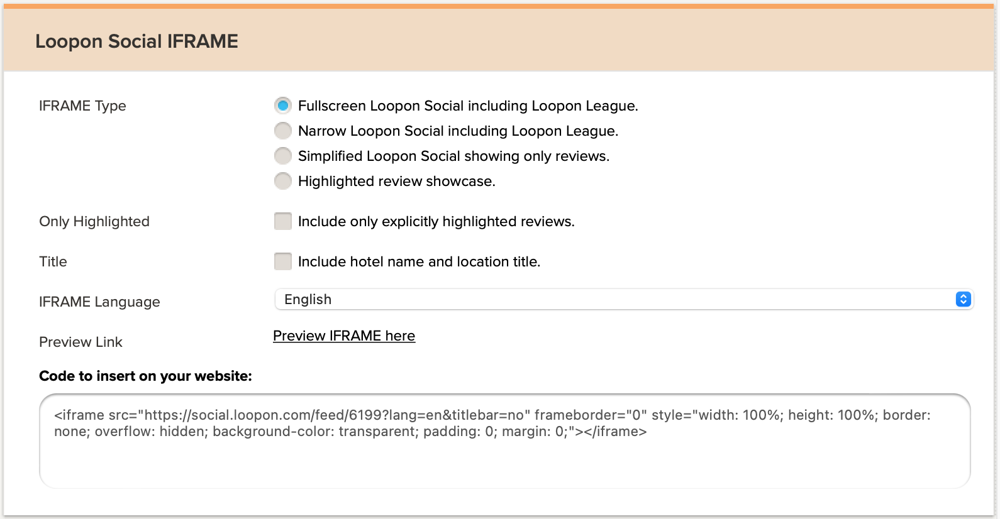 Loopon Social IFRAME
IFRAME Type
Fullscreen Loopon Social including Loopon League.
Narrow Loopon Social including Loopon League.
Simplified Loopon Social showing only reviews.
Highlighted review showcase.
Only Highlighted
Include only explicitly highlighted reviews.
Title
Include hotel name and location title.
IFRAME Language
English
Preview Link
Preview IFRAME here
Code to insert on your website:
<iframe src="https://social.loopon.com/feed/6199?lang=en&titlebar=no" frameborder="0" style="width: 100%; height: 100%; border:
none; overflow: hidden; background-color: transparent; padding: 0; margin: 0;"></iframe>